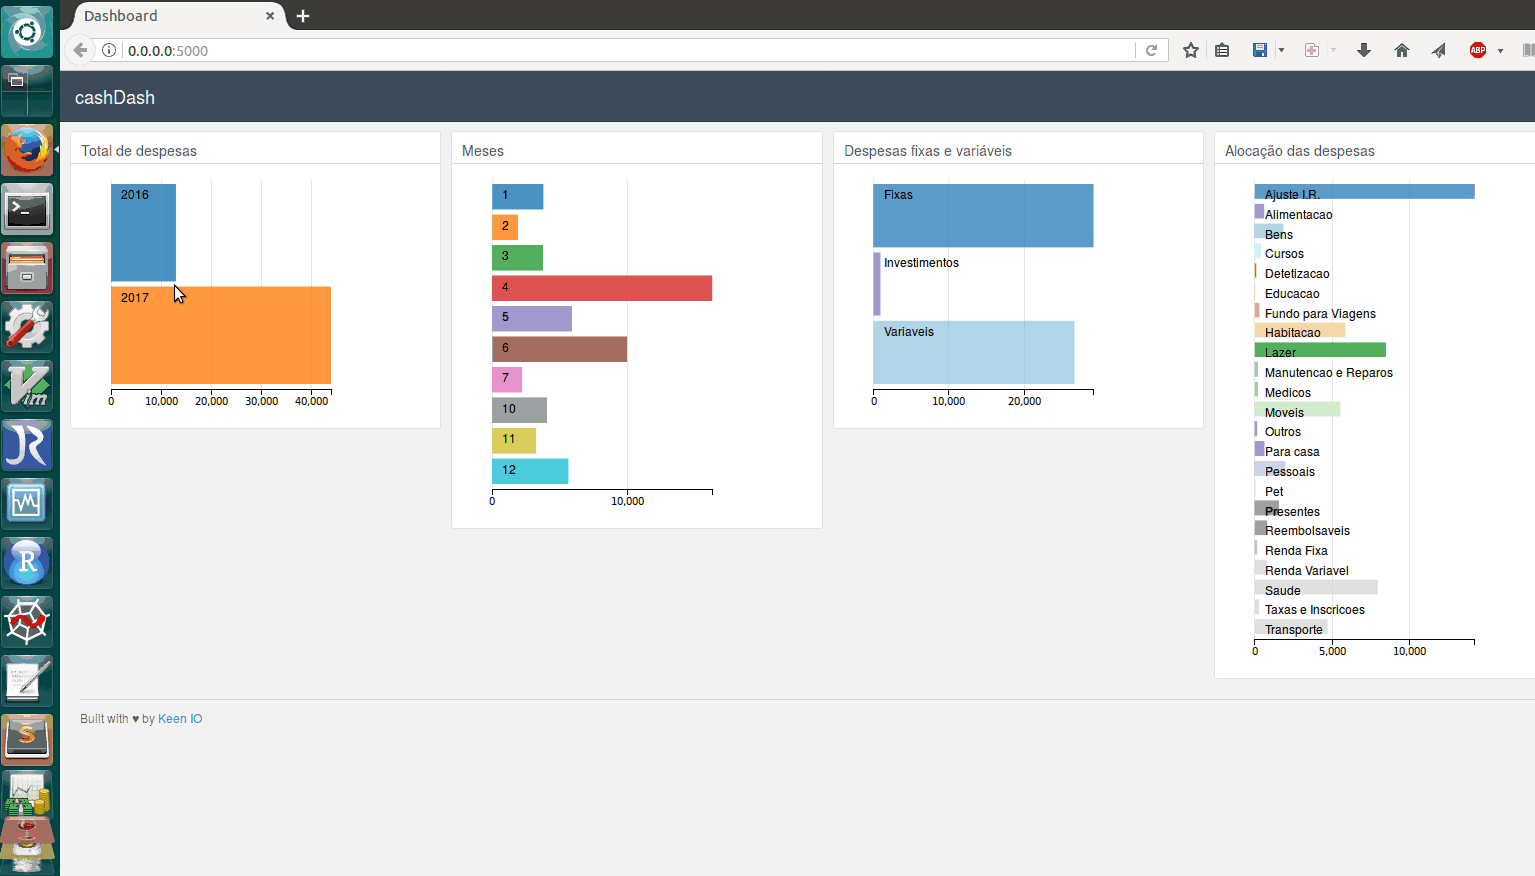 Dashboard
0.0.0.0:5000
ABP
cashDash
Total de despesas
2016
2017
0 10,000 20,000 30,000 40,000
Meses
1
2
3
4
5
6
7
10
11
12
0 10,000
Despesas fixas e variáveis
Fixas
Investimentos
Variaveis
0 10,000 20,000
Alocação das despesas
Ajuste I.R.
Alimentacao
Bens
Cursos
Detetizacao
Educacao
Fundo para Viagens
Habitacao
Lazer
Manutencao e Reparos
Medicos
Moveis
Outros
Para casa
Pessoais
Pet
Presentes
Reembolsaveis
Renda Fixa
Renda Variavel
Saude
Taxas e Inscricoes
Transporte
0 5,000 10,000
Built with ♥ by Keen IO
>_
Vim
JR
R
S